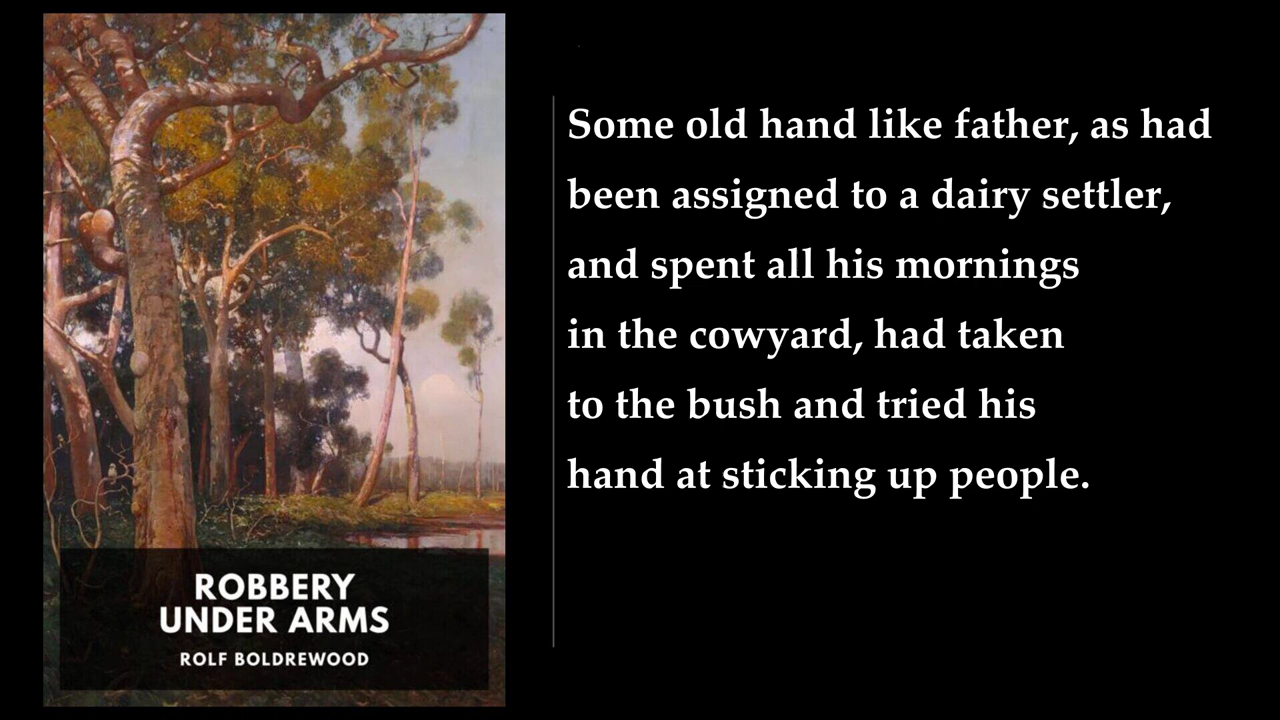 Some old hand like father, as had
been assigned to a dairy settler,
and spent all his mornings
in the cowyard, had taken
to the bush and tried his
hand at sticking up people.
ROBBERY
UNDER ARMS
ROLF BOLDREWOOD